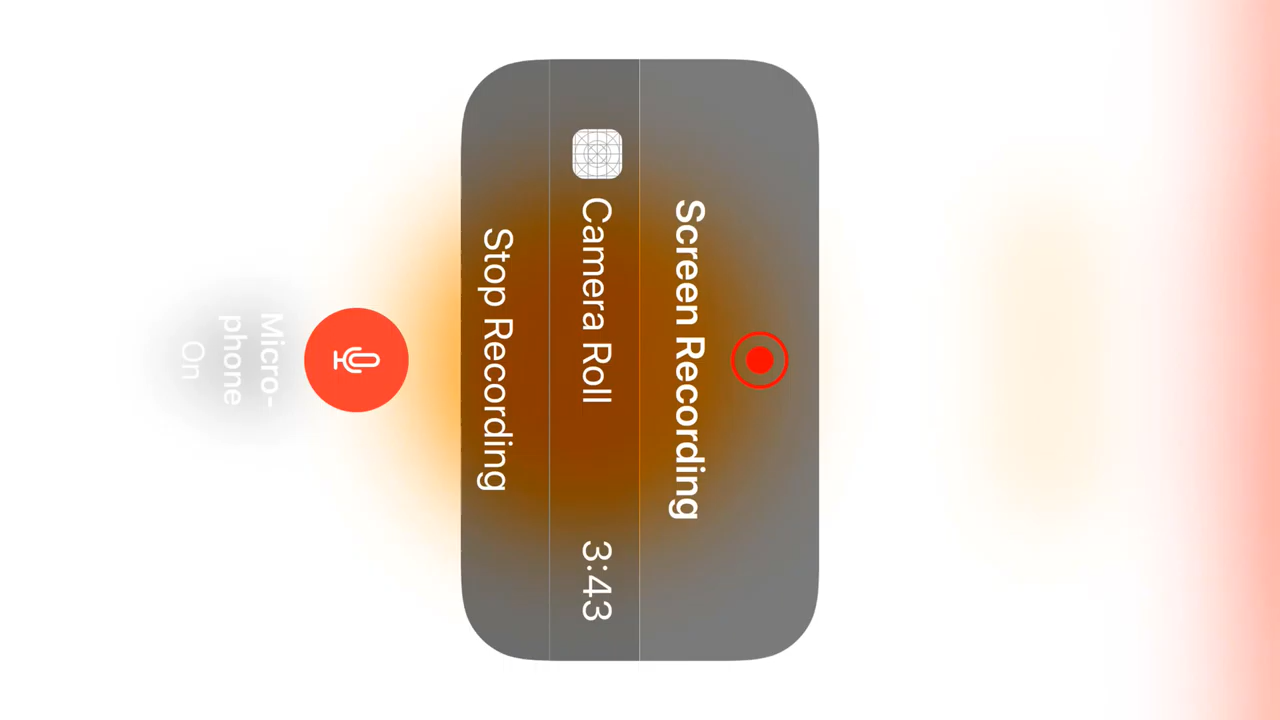 Screen Recording
Camera Roll 3:43
Stop Recording
Micro-
phone
On